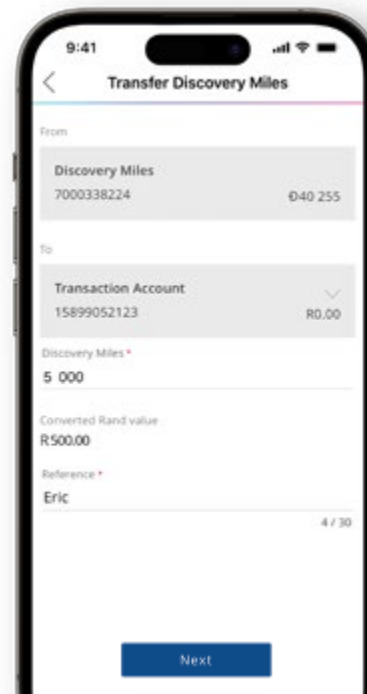 9:41
Transfer Discovery Miles
From
Discovery Miles
7000338224 Ð40 255
To
Transaction Account
15899052123 R0.00
Discovery Miles *
5 000
Converted Rand value
R500.00
Reference *
Eric
4 / 30
Next